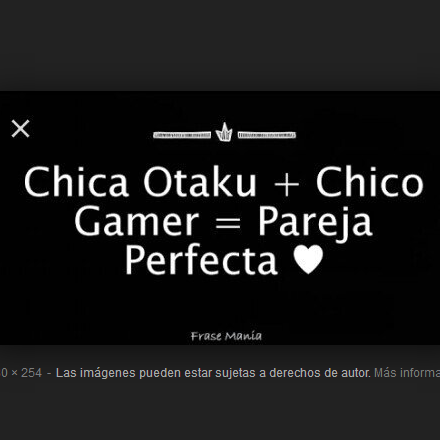 Chica Otaku + Chico
Gamer = Pareja
Perfecta ♥
Frase Mania
0 × 254 - Las imágenes pueden estar sujetas a derechos de autor. Más informa